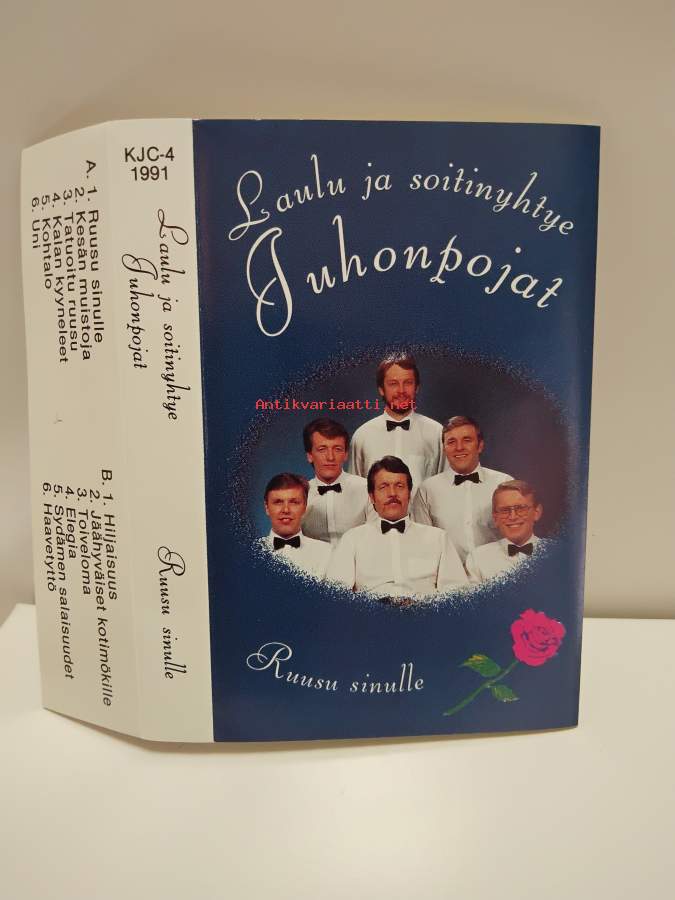 Laulu ja soitinyhtye
Juhonpojat
Antikvariaatti.net
Ruusu sinulle
KJC-4
1991
Laulu ja soitinyhtye
Juhonpojat
Ruusu sinulle
A. 1. Ruusu sinulle
2. Kesän muistoja
3. Tatuoitu ruusu
4. Kalan kyyneleet
5. Kohtalo
6. Uni
B. 1. Hiljaisuus
2. Jäähyväiset kotimökille
3. Toiveloma
4. Elegia
5. Sydämen salaisuudet
6. Haavetyttö